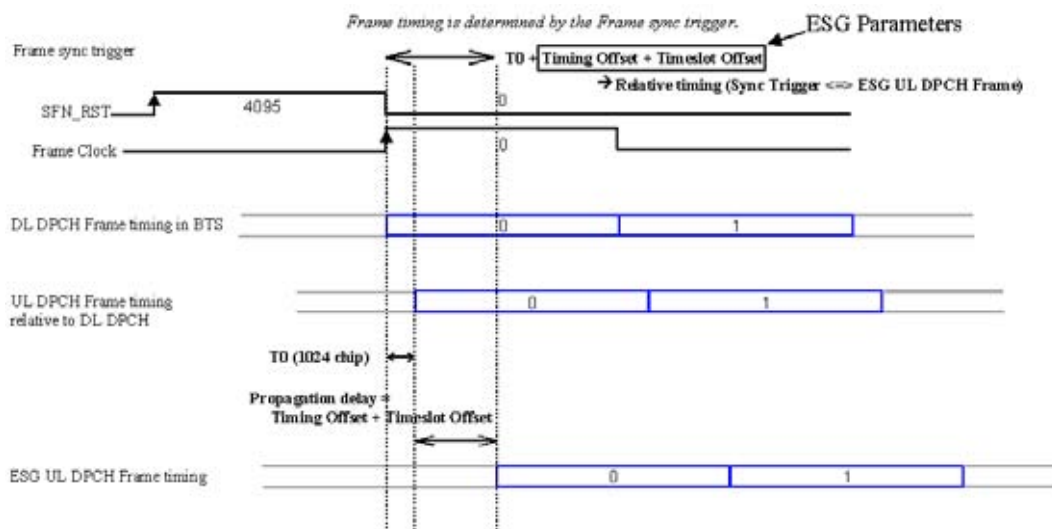 Frame timing is determined by the Frame sync trigger.
ESG Parameters
Frame sync trigger
T0 + Timing Offset + Timeslot Offset
→ Relative timing (Sync Trigger <=> ESG UL DPCH Frame)
4095
0
SFN_RST
0
Frame Clock
DL DPCH Frame timing in BTS
0
1
UL DPCH Frame timing
relative to DL DPCH
0
1
T0 (1024 chip)
Propagation delay =
Timing Offset + Timeslot Offset
ESG UL DPCH Frame timing
0
1